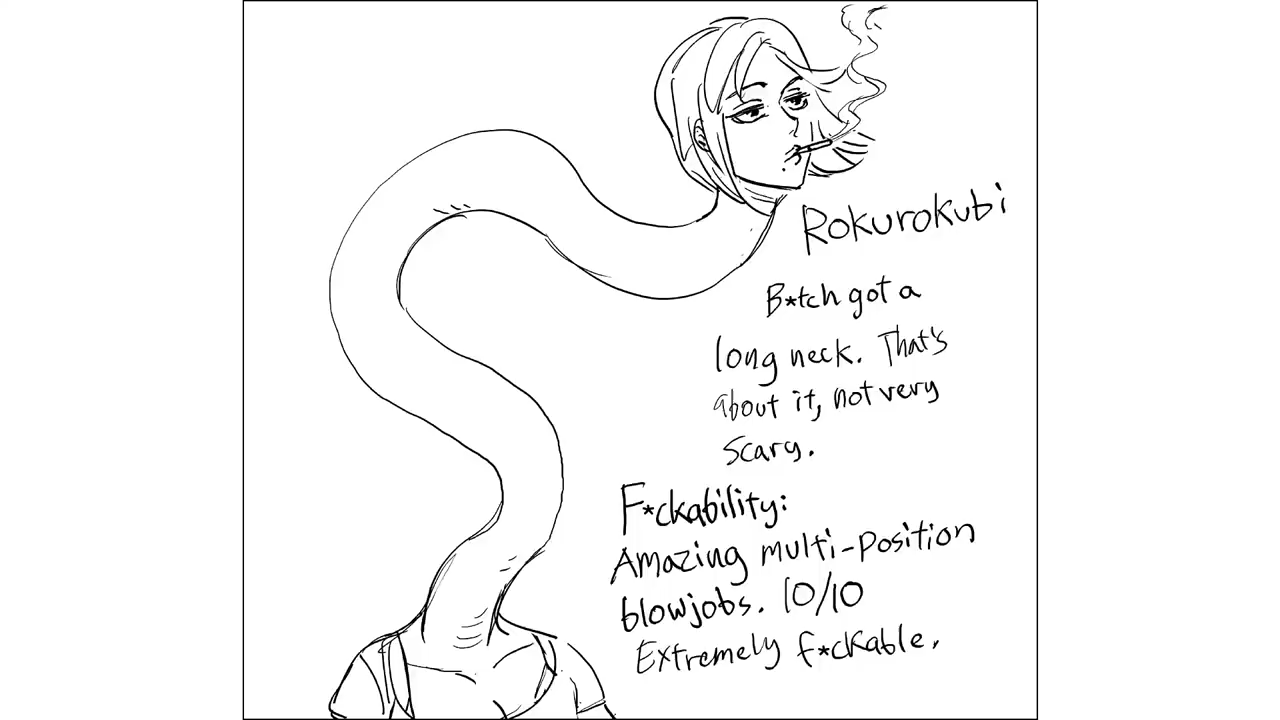 Rokurokubi
B*tch got a
long neck. That's
about it, not very
scary.
F*ckability:
Amazing multi-position
blowjobs. 10/10
Extremely f*ckable.